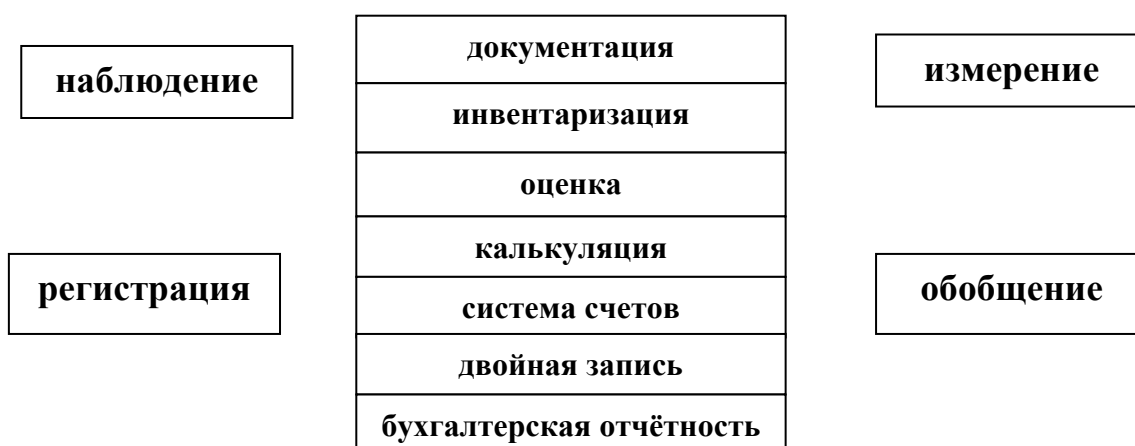 документация
наблюдение
измерение
инвентаризация
оценка
калькуляция
регистрация
обобщение
система счетов
двойная запись
бухгалтерская отчётность